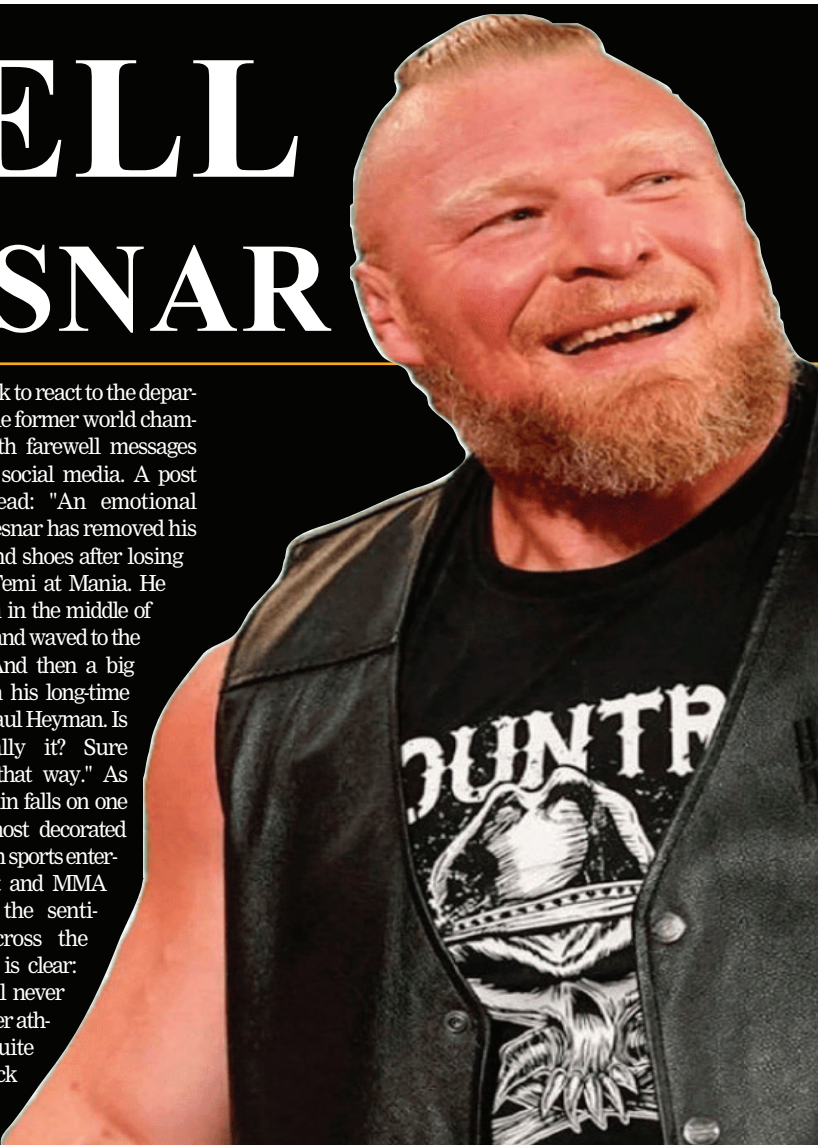 ELL
SNAR
k to react to the depar-
e former world cham-
th farewell messages
social media. A post
ead: "An emotional
esnar has removed his
nd shoes after losing
Femi at Mania. He
in the middle of
and waved to the
And then a big
his long-time
aul Heyman. Is
lly it? Sure
that way." As
in falls on one
ost decorated
n sports enter-
t and MMA
the senti-
cross the
is clear:
l never
er ath-
uite
ck
OUNTR